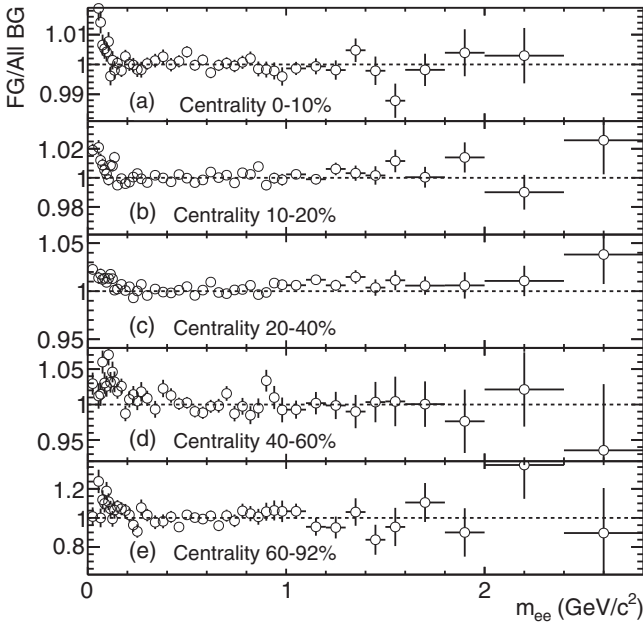 FG/All BG
1.01
1
0.99
(a) Centrality 0-10%
1.02
1
0.98
(b) Centrality 10-20%
1.05
1
0.95
(c) Centrality 20-40%
1.05
1
0.95
(d) Centrality 40-60%
1.2
1
0.8
(e) Centrality 60-92%
0 1 2
m_ee (GeV/c²)